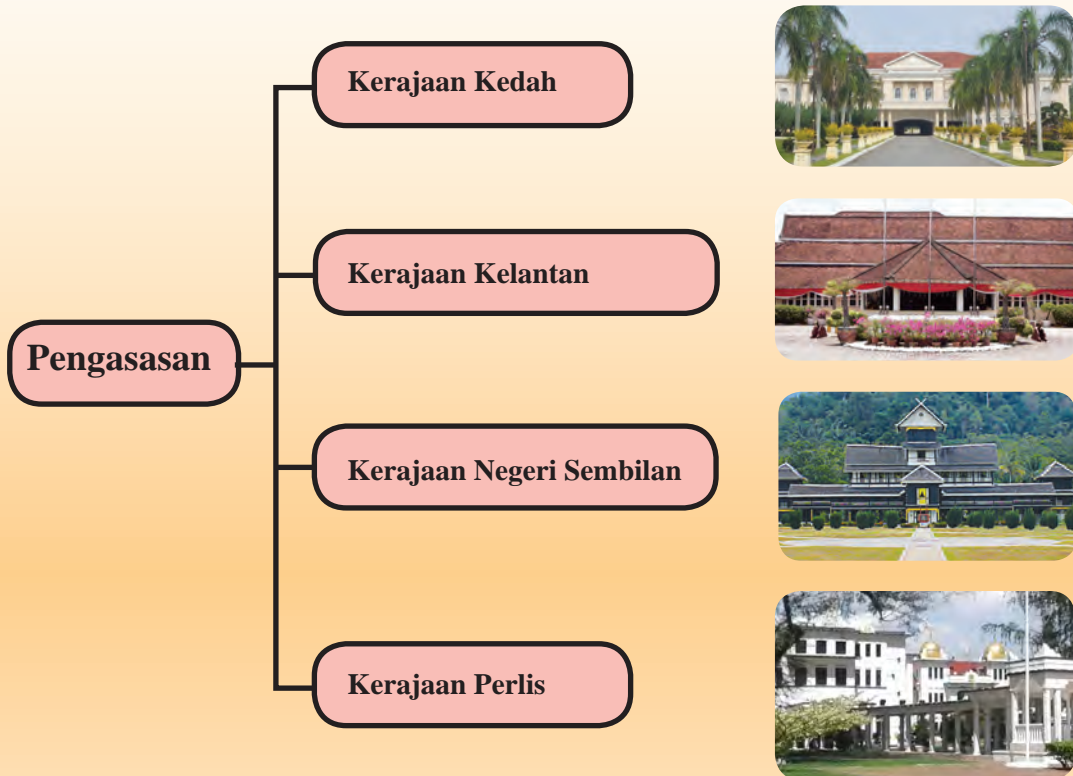 Kerajaan Kedah
Kerajaan Kelantan
Pengasasan
Kerajaan Negeri Sembilan
Kerajaan Perlis